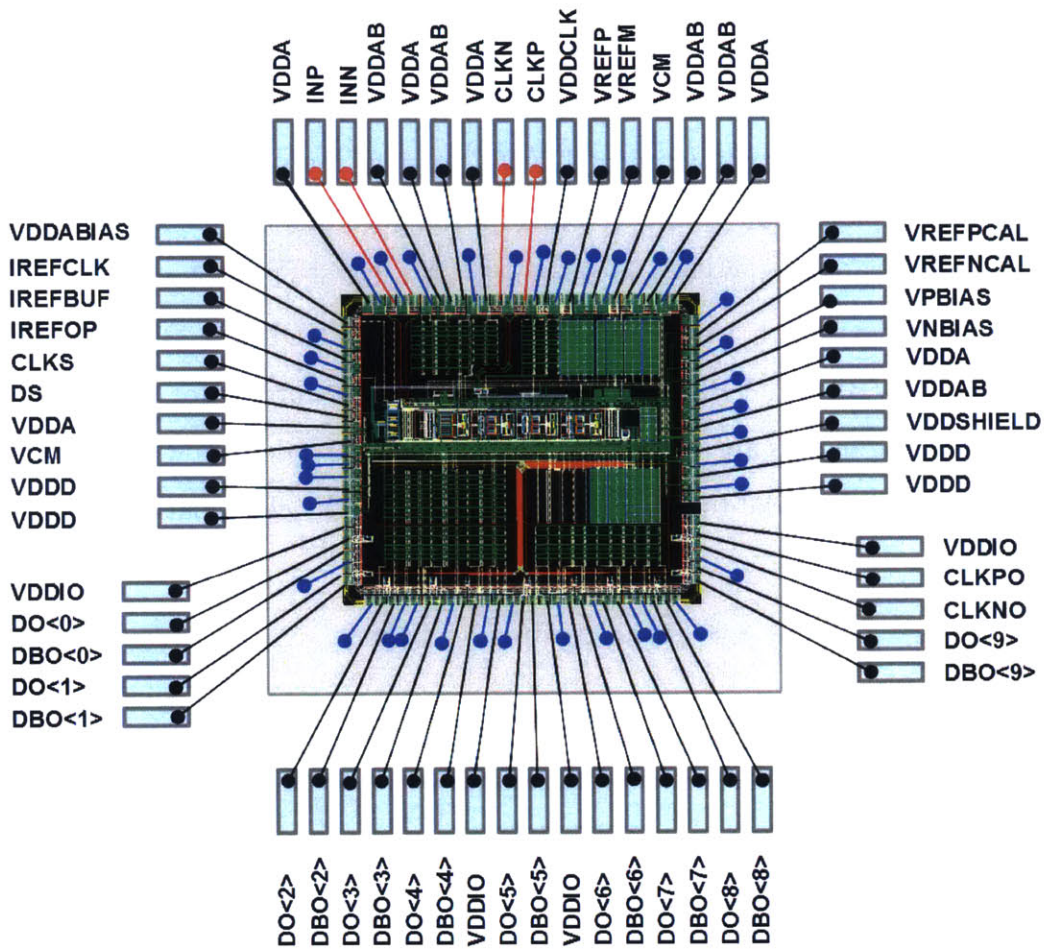 VDDA
INP
INN
VDDAB
VDDA
VDDAB
VDDA
CLKN
CLKP
VDDCLK
VREFP
VREFM
VCM
VDDAB
VDDAB
VDDA
VDDABIAS
IREFCLK
IREFBUF
IREFOP
CLKS
DS
VDDA
VCM
VDDD
VDDD
VDDIO
DO<0>
DBO<0>
DO<1>
DBO<1>
VREFPCAL
VREFNCAL
VPBIAS
VNBIAS
VDDA
VDDAB
VDDSHIELD
VDDD
VDDD
VDDIO
CLKPO
CLKNO
DO<9>
DBO<9>
DO<2>
DBO<2>
DO<3>
DBO<3>
DO<4>
DBO<4>
VDDIO
DO<5>
DBO<5>
VDDIO
DO<6>
DBO<6>
DO<7>
DBO<7>
DO<8>
DBO<8>